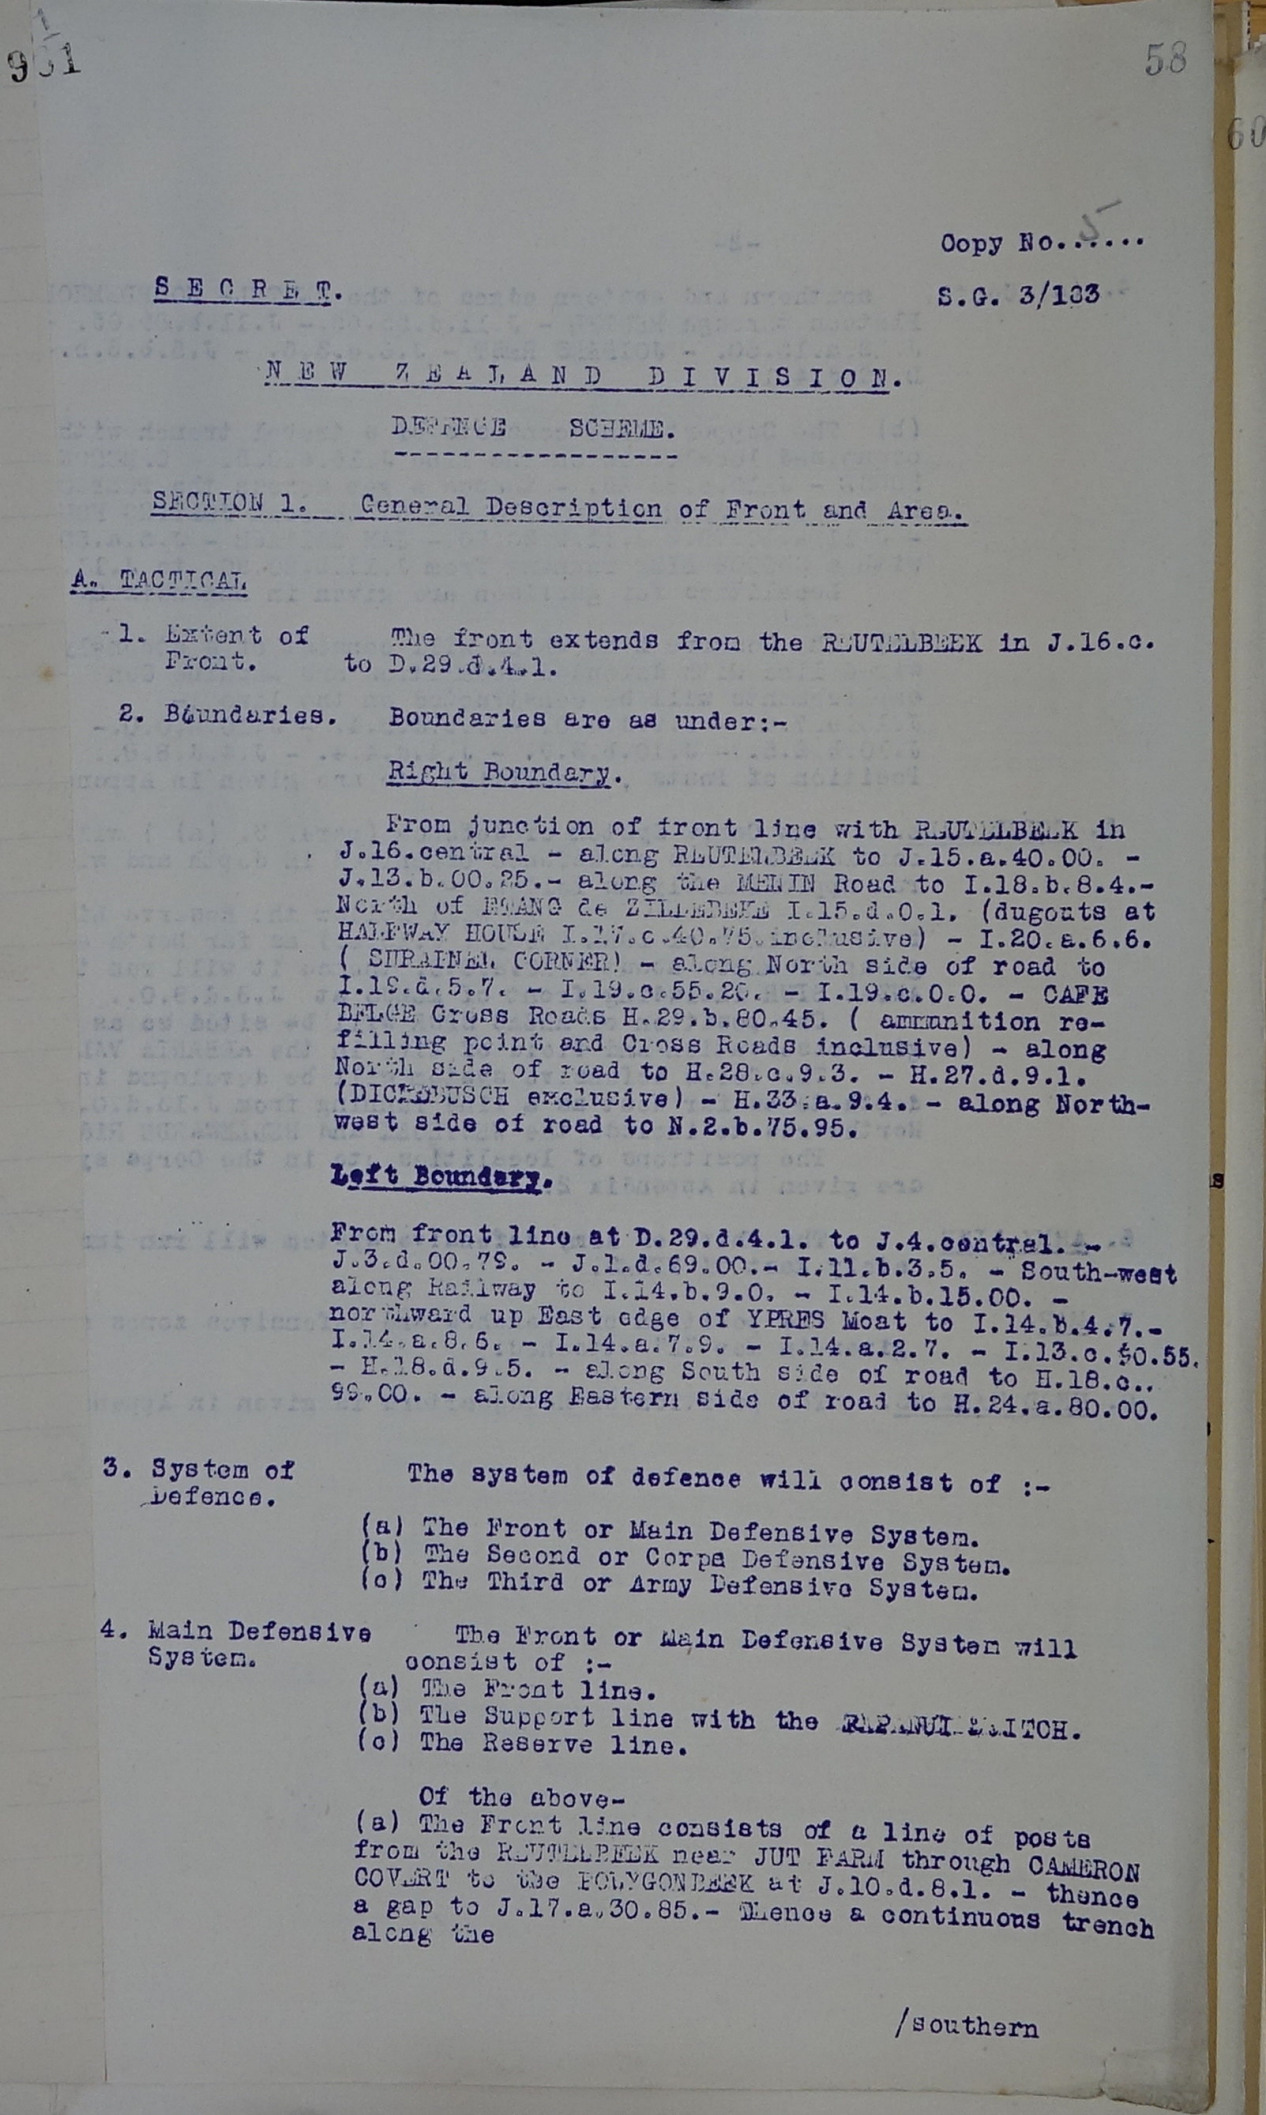 58
60
Copy No. 5......
SECRET.
S.G. 3/183
NEW ZEALAND DIVISION.
DEFENCE SCHEME.
------------------
SECTION 1. General Description of Front and Area.
A. TACTICAL
1. Extent of Front. The front extends from the REUTELBEEK in J.16.c.
to D.29.d.4.1.
2. Boundaries. Boundaries are as under:-
Right Boundary.
From junction of front line with REUTELBEEK in
J.16.central - along REUTELBEEK to J.15.a.40.00. -
J.13.b.00.25.- along the MENIN Road to I.18.b.8.4.-
North of ETANG de ZILLEBEKE I.15.d.0.1. (dugouts at
HALFWAY HOUSE I.17.c.40.75.inclusive) - I.20.a.6.6.
( SHRAPNEL CORNER) - along North side of road to
I.19.d.5.7. - I.19.c.55.20. - I.19.c.0.0. - CAFE
BELGE Cross Roads H.29.b.80.45. ( ammunition re-
filling point and Cross Roads inclusive) - along
North side of road to H.28.c.9.3. - H.27.d.9.1.
(DICKEBUSCH exclusive) - H.33.a.9.4. - along North-
west side of road to N.2.b.75.95.
Left Boundary.
From front line at D.29.d.4.1. to J.4.central. -
J.3.d.00.79. - J.1.d.69.00.- I.11.b.3.5. - South-west
along Railway to I.14.b.9.0. - I.14.b.15.00. -
northward up East edge of YPRES Moat to I.14.b.4.7.-
I.14.a.8.6. - I.14.a.7.9. - I.14.a.2.7. - I.13.c.50.55.
- H.18.d.9.5. - along South side of road to H.18.c..
99.00. - along Eastern side of road to H.24.a.80.00.
3. System of Defence. The system of defence will consist of :-
(a) The Front or Main Defensive System.
(b) The Second or Corps Defensive System.
(c) The Third or Army Defensive System.
4. Main Defensive System. The Front or Main Defensive System will
consist of :-
(a) The Front line.
(b) The Support line with the PAPANUI SWITCH.
(c) The Reserve line.
Of the above-
(a) The Front line consists of a line of posts
from the REUTELBEEK near JUT FARM through CAMERON
COVERT to the POLYGONBEEK at J.10.d.8.1. - thence
a gap to J.17.a.30.85.- Thence a continuous trench
along the
/southern